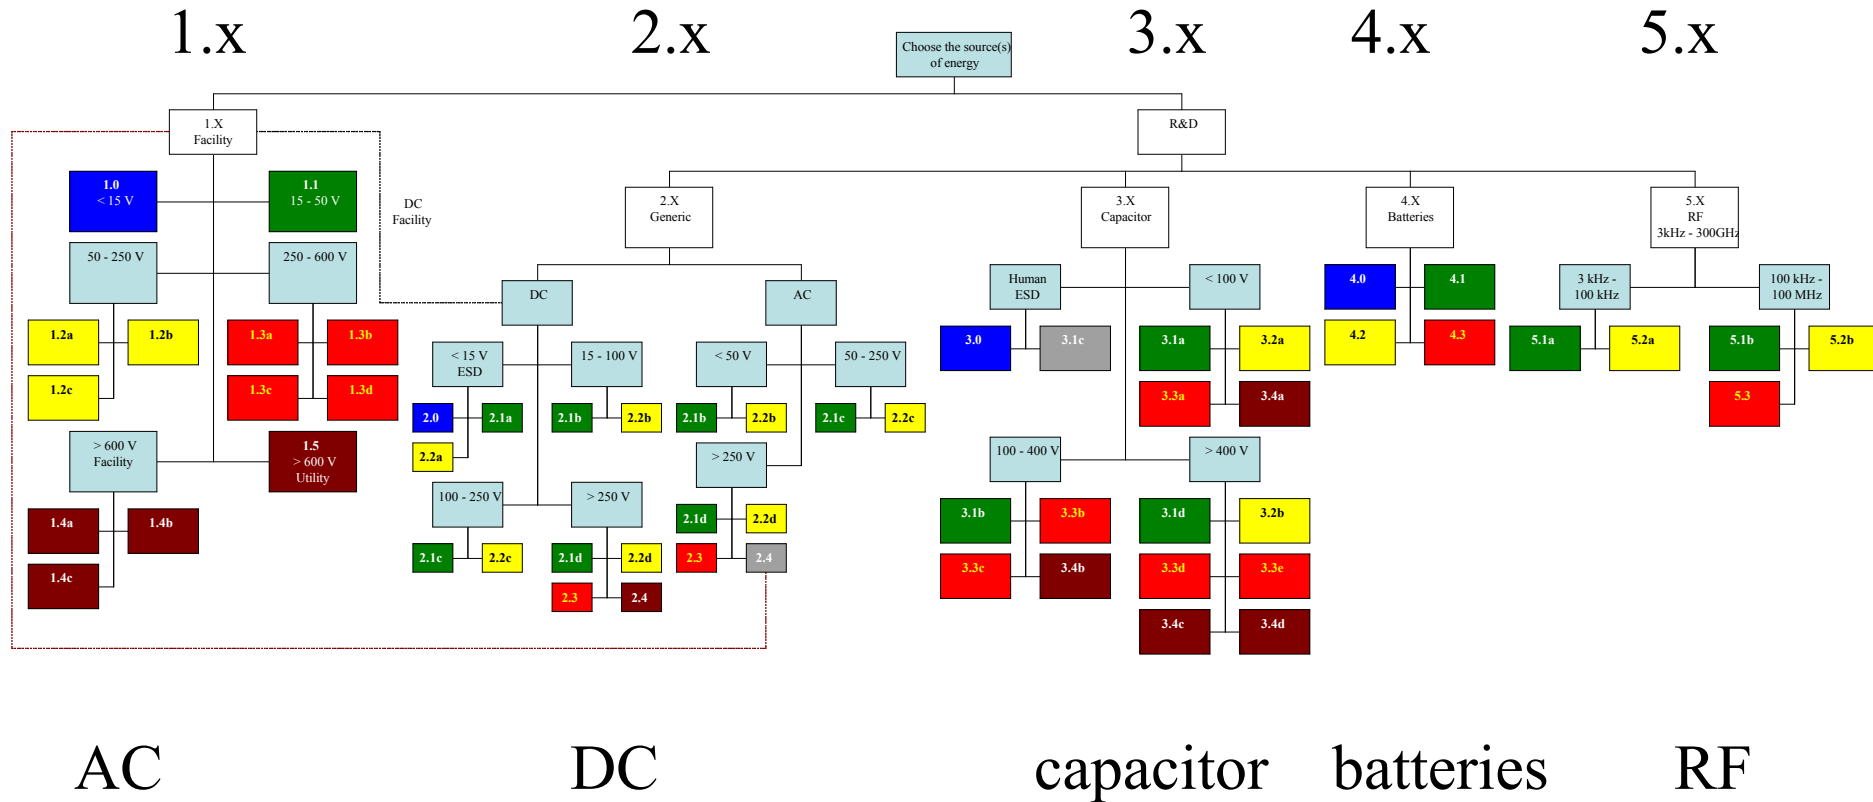 1.x
2.x
3.x
4.x
5.x
Choose the source(s)
of energy
1.X
Facility
R&D
1.0
< 15 V
1.1
15 - 50 V
DC
Facility
50 - 250 V
250 - 600 V
1.2a
1.2b
1.2c
1.3a
1.3b
1.3c
1.3d
> 600 V
Facility
1.5
> 600 V
Utility
1.4a
1.4b
1.4c
2.X
Generic
DC
AC
< 15 V
ESD
15 - 100 V
2.0
2.1a
2.2a
2.1b
2.2b
100 - 250 V
> 250 V
2.1c
2.2c
2.1d
2.2d
2.3
2.4
< 50 V
50 - 250 V
2.1b
2.2b
2.1c
2.2c
> 250 V
2.1d
2.2d
2.3
2.4
3.X
Capacitor
Human
ESD
< 100 V
3.0
3.1c
3.1a
3.2a
3.3a
3.4a
100 - 400 V
> 400 V
3.1b
3.3b
3.3c
3.4b
3.1d
3.2b
3.3d
3.3e
3.4c
3.4d
4.X
Batteries
4.0
4.1
4.2
4.3
5.X
RF
3kHz - 300GHz
3 kHz -
100 kHz
100 kHz -
100 MHz
5.1a
5.2a
5.1b
5.2b
5.3
AC
DC
capacitor
batteries
RF